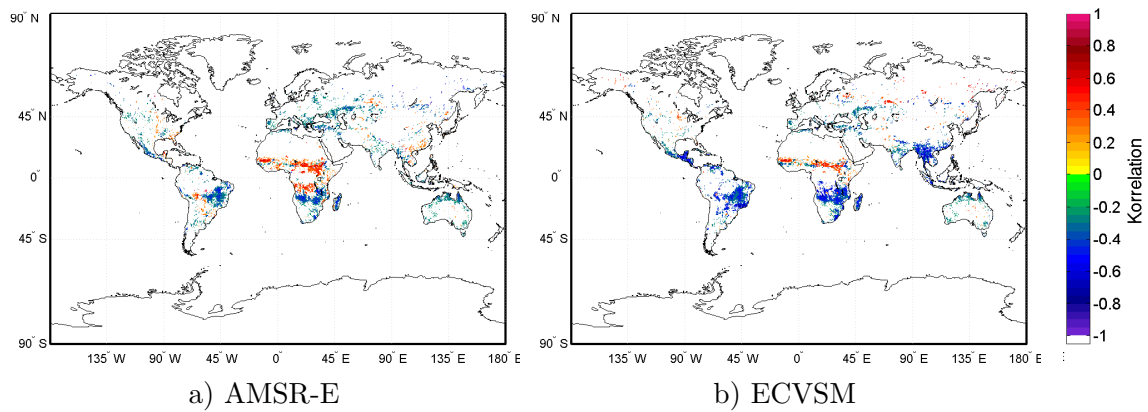 90° N
45° N
0°
45° S
90° S
135° W
90° W
45° W
0°
45° E
90° E
135° E
180° E
a) AMSR-E
90° N
45° N
0°
45° S
90° S
135° W
90° W
45° W
0°
45° E
90° E
135° E
180° E
b) ECVSM
1
0.8
0.6
0.4
0.2
0
-0.2
-0.4
-0.6
-0.8
-1
Korrelation